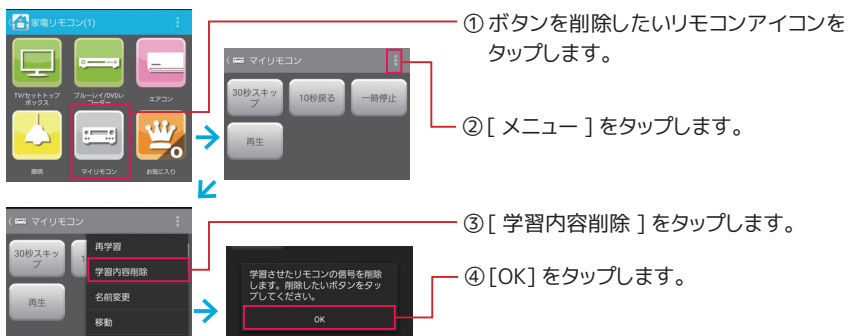 家電リモコン(1)
TV/セットトップ
ボックス
ブルーレイ/DVDレ
コーダー
エアコン
照明
マイリモコン
お気に入り
① ボタンを削除したいリモコンアイコンを
タップします。
マイリモコン
30秒スキッ
プ
10秒戻る
一時停止
再生
② [ メニュー ] をタップします。
マイリモコン
30秒スキッ
プ
1
再生
再学習
学習内容削除
名前変更
移動
③ [ 学習内容削除 ] をタップします。
学習させたリモコンの信号を削除
します。削除したいボタンをタッ
プしてください。
OK
④ [OK] をタップします。